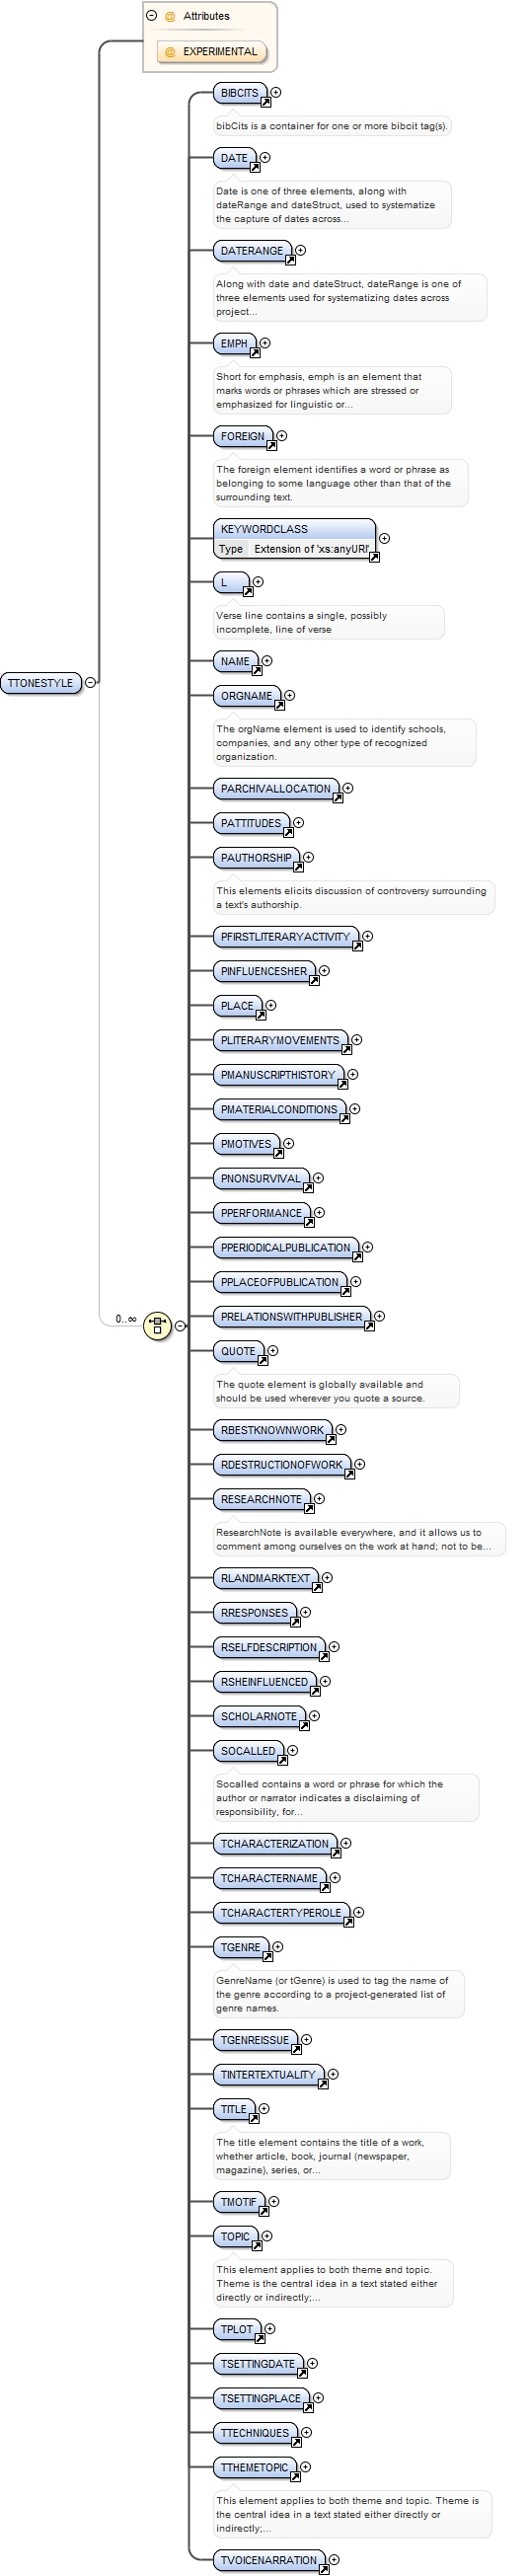 Attributes
EXPERIMENTAL
BIBCITS
bibCits is a container for one or more bibcit tag(s).
DATE
Date is one of three elements, along with
dateRange and dateStruct, used to systematize
the capture of dates across...
DATERANGE
Along with date and dateStruct, dateRange is one of
three elements used for systematizing dates across
project...
EMPH
Short for emphasis, emph is an element that
marks words or phrases which are stressed or
emphasized for linguistic or...
FOREIGN
The foreign element identifies a word or phrase as
belonging to some language other than that of the
surrounding text.
KEYWORDCLASS
Type Extension of 'xs:anyURI'
L
Verse line contains a single, possibly
incomplete, line of verse
NAME
TTONESTYLE
ORGNAME
The orgName element is used to identify schools,
companies, and any other type of recognized
organization.
PARCHIVALLOCATION
PATTITUDES
PAUTHORSHIP
This elements elicits discussion of controversy surrounding
a text's authorship.
PFIRSTLITERARYACTIVITY
PINFLUENCESHER
PLACE
PLITERARYMOVEMENTS
PMANUSCRIPTHISTORY
PMATERIALCONDITIONS
PMOTIVES
PNONSURVIVAL
PPERFORMANCE
PPERIODICALPUBLICATION
PPLACEOFPUBLICATION
PRELATIONSWITHPUBLISHER
0..∞
QUOTE
The quote element is globally available and
should be used wherever you quote a source.
RBESTKNOWNWORK
RDESTRUCTIONOFWORK
RESEARCHNOTE
ResearchNote is available everywhere, and it allows us to
comment among ourselves on the work at hand; not to be...
RLANDMARKTEXT
RRESPONSES
RSELFDESCRIPTION
RSHEINFLUENCED
SCHOLARNOTE
SOCALLED
Socalled contains a word or phrase for which the
author or narrator indicates a disclaiming of
responsibility, for...
TCHARACTERIZATION
TCHARACTERNAME
TCHARACTERTYPEROLE
TGENRE
GenreName (or tGenre) is used to tag the name of
the genre according to a project-generated list of
genre names.
TGENREISSUE
TINTERTEXTUALITY
TITLE
The title element contains the title of a work,
whether article, book, journal (newspaper,
magazine), series, or...
TMOTIF
TOPIC
This element applies to both theme and topic.
Theme is the central idea in a text stated either
directly or indirectly;...
TPLOT
TSETTINGDATE
TSETTINGPLACE
TTECHNIQUES
TTHEMETOPIC
This element applies to both theme and topic. Theme is
the central idea in a text stated either directly or
indirectly;...
TVOICENARRATION